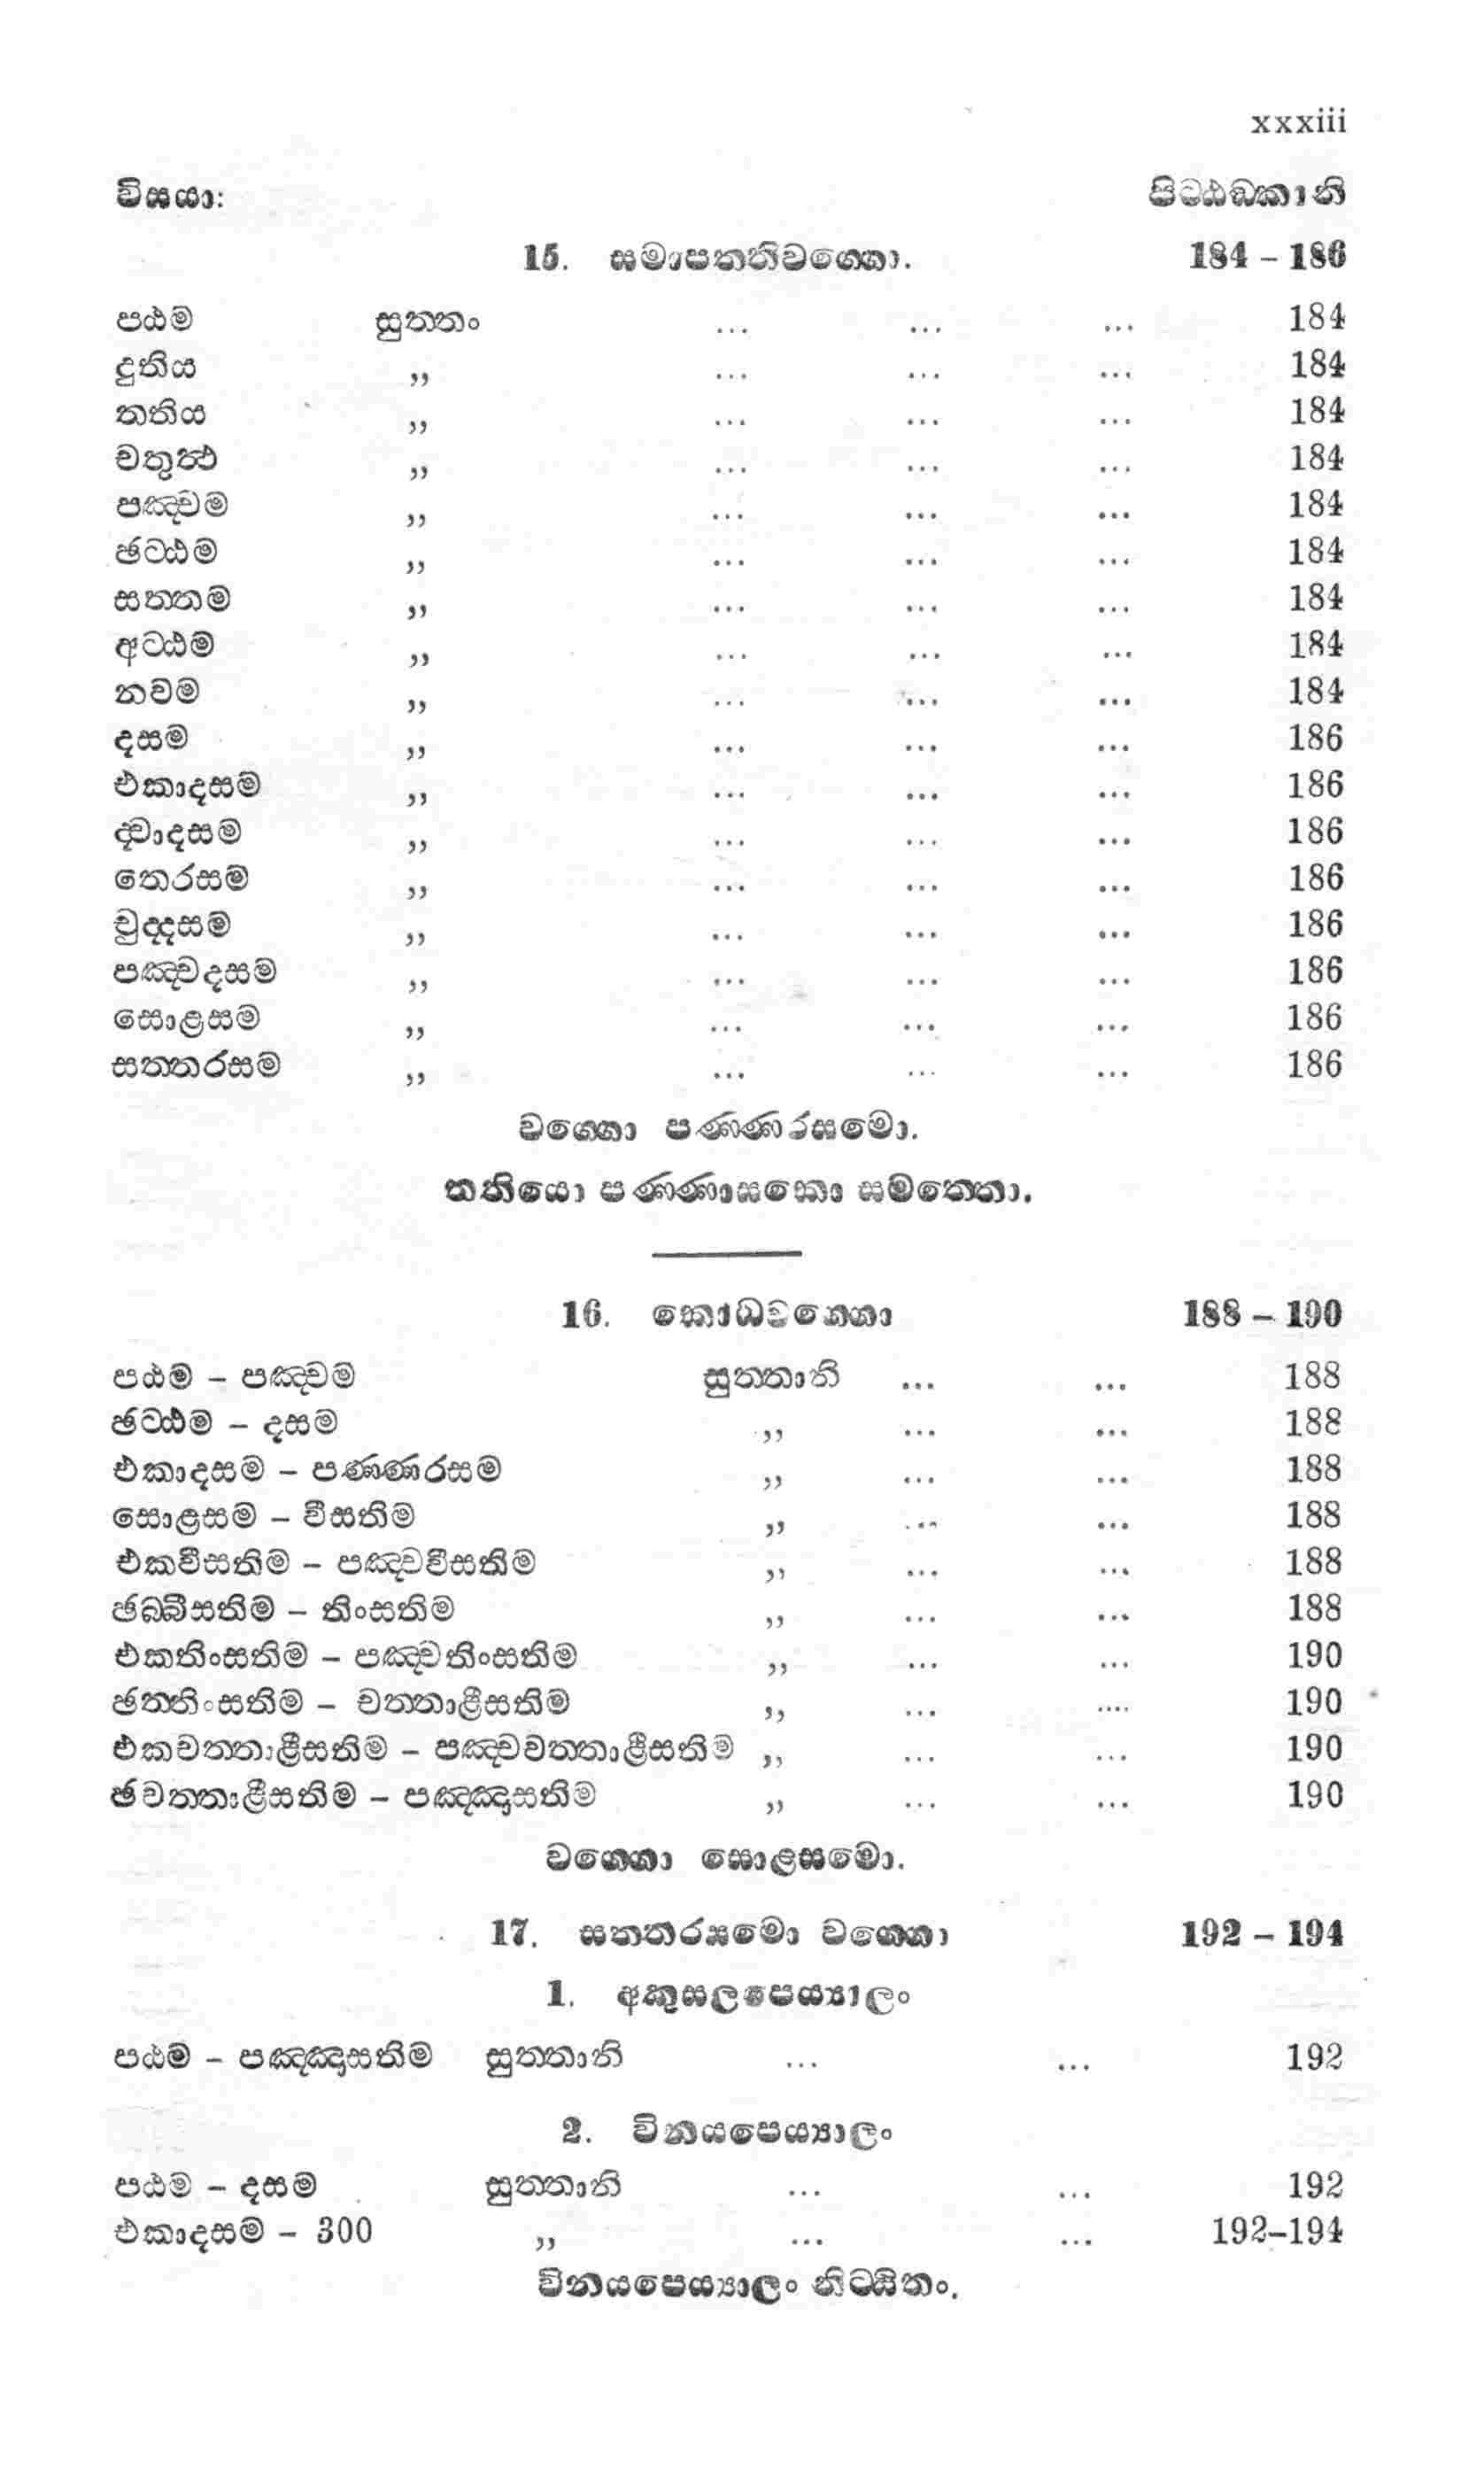 xxxiii
විසයා: පිට්ඨඞ්කානි
15. සමාපත්තිවග්ගො. 184 – 186
පඨම සුත්තං ... ... ... 184
දුතිය ,, ... ... ... 184
තතිය ,, ... ... ... 184
චතුත්ථ ,, ... ... ... 184
පඤ්චම ,, ... ... ... 184
ඡට්ඨම ,, ... ... ... 184
සත්තම ,, ... ... ... 184
අට්ඨම ,, ... ... ... 184
නවම ,, ... ... ... 184
දසම ,, ... ... ... 186
එකාදසම ,, ... ... ... 186
ද්වාදසම ,, ... ... ... 186
තෙරසම ,, ... ... ... 186
චුද්දසම ,, ... ... ... 186
පඤ්චදසම ,, ... ... ... 186
සොළසම ,, ... ... ... 186
සත්තරසම ,, ... ... ... 186
වග්ගො පණ්ණරසමො.
තතියො පණ්ණාසකො සමත්තො.
16. කොධවග්ගො 188 – 190
පඨම – පඤ්චම සුත්තානි ... ... 188
ඡට්ඨම – දසම ,, ... ... 188
එකාදසම – පණ්ණරසම ,, ... ... 188
සොළසම – වීසතිම ,, ... ... 188
එකවීසතිම – පඤ්චවීසතිම ,, ... ... 188
ඡබ්බීසතිම – තිංසතිම ,, ... ... 188
එකතිංසතිම – පඤ්චතිංසතිම ,, ... ... 190
ඡත්තිංසතිම – චත්තාළීසතිම ,, ... .... 190
එකචත්තාළීසතිම – පඤ්චචත්තාළීසතිම ,, ... ... 190
ඡචත්තාළීසතිම – පඤ්ඤාසතිම ,, ... ... 190
වග්ගො සොළසමො.
17. සත්තරසමො වග්ගො 192 – 194
1. අකුසලපෙය්‍යාලං
පඨම – පඤ්ඤාසතිම සුත්තානි ... ... 192
2. විනයපෙය්‍යාලං
පඨම – දසම සුත්තානි ... ... 192
එකාදසම – 300 ,, ... ... 192–194
විනයපෙය්‍යාලං නිට්ඨිතං.